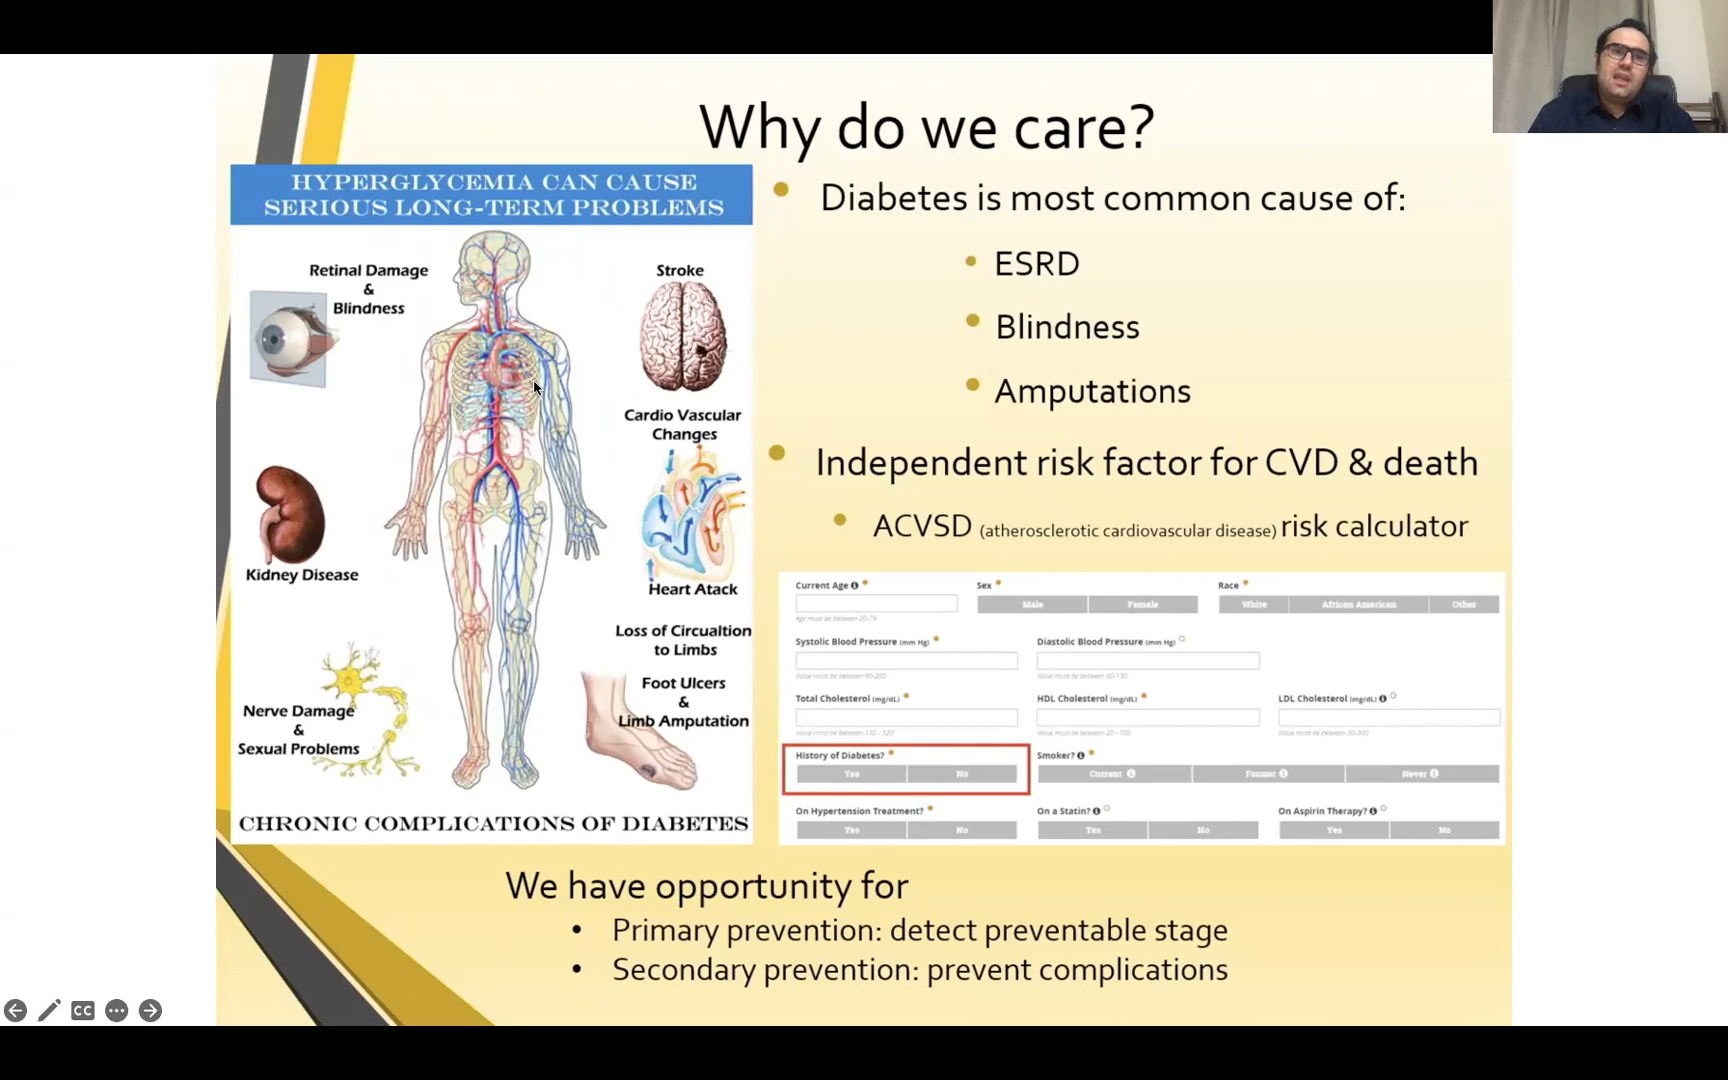 Why do we care?
HYPERGLYCEMIA CAN CAUSE
SERIOUS LONG-TERM PROBLEMS
Retinal Damage
&
Blindness
Stroke
Cardio Vascular
Changes
Kidney Disease
Heart Atack
Loss of Circualtion
to Limbs
Foot Ulcers
&
Limb Amputation
Nerve Damage
&
Sexual Problems
CHRONIC COMPLICATIONS OF DIABETES
Diabetes is most common cause of:
ESRD
Blindness
Amputations
Independent risk factor for CVD & death
ACVSD (atherosclerotic cardiovascular disease) risk calculator
Current Age * Sex * Race *
Male Female White African American Other
Age must be between 20-79
Systolic Blood Pressure (mm Hg) * Diastolic Blood Pressure (mm Hg)
Value must be between 90-200 Value must be between 60-130
Total Cholesterol (mg/dL) * HDL Cholesterol (mg/dL) * LDL Cholesterol (mg/dL)
Value must be between 130 - 320 Value must be between 20 - 100 Value must be between 30-300
History of Diabetes? * Smoker? *
Yes No Current Former Never
On Hypertension Treatment? * On a Statin? On Aspirin Therapy?
Yes No Yes No Yes No
We have opportunity for
• Primary prevention: detect preventable stage
• Secondary prevention: prevent complications
CC